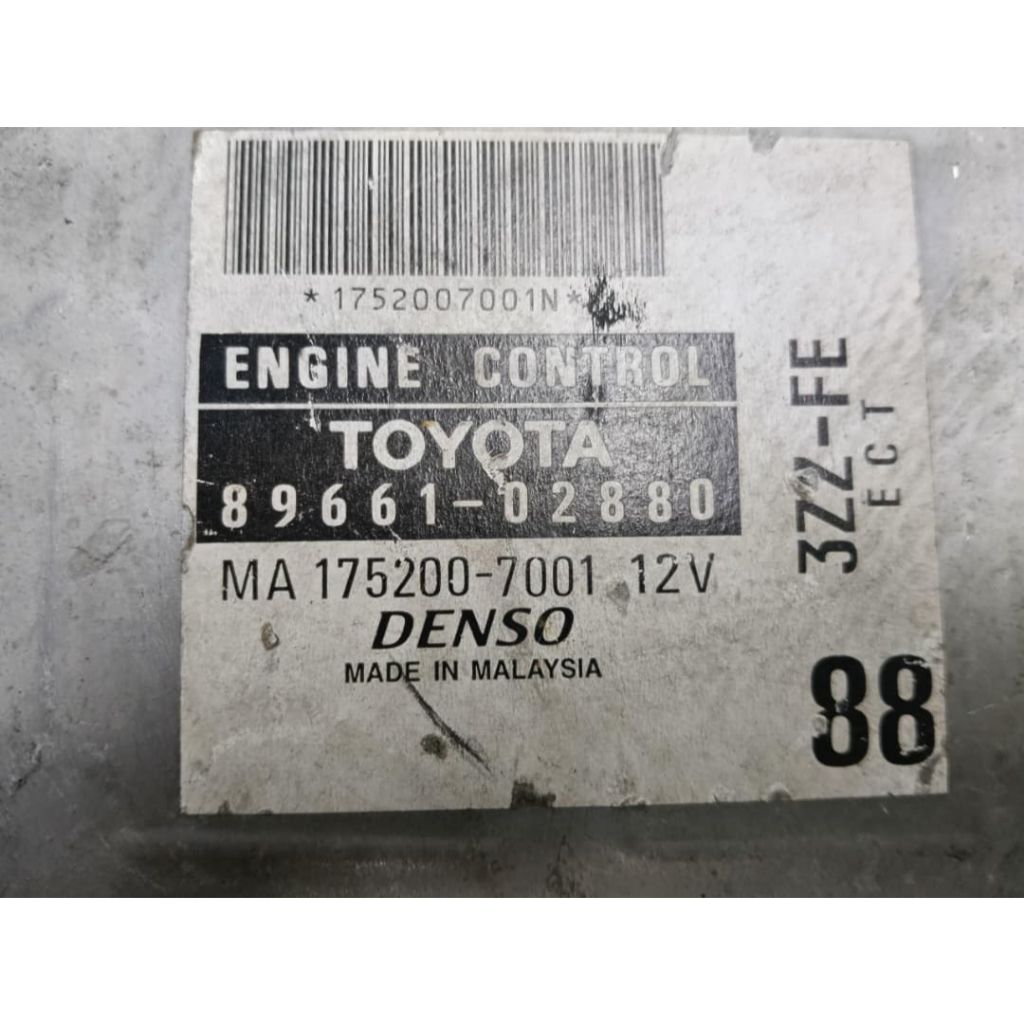 *1752007001N*
ENGINE CONTROL
TOYOTA
89661-02880
MA 175200-7001 12V
DENSO
MADE IN MALAYSIA
3ZZ-FE
ECT
88